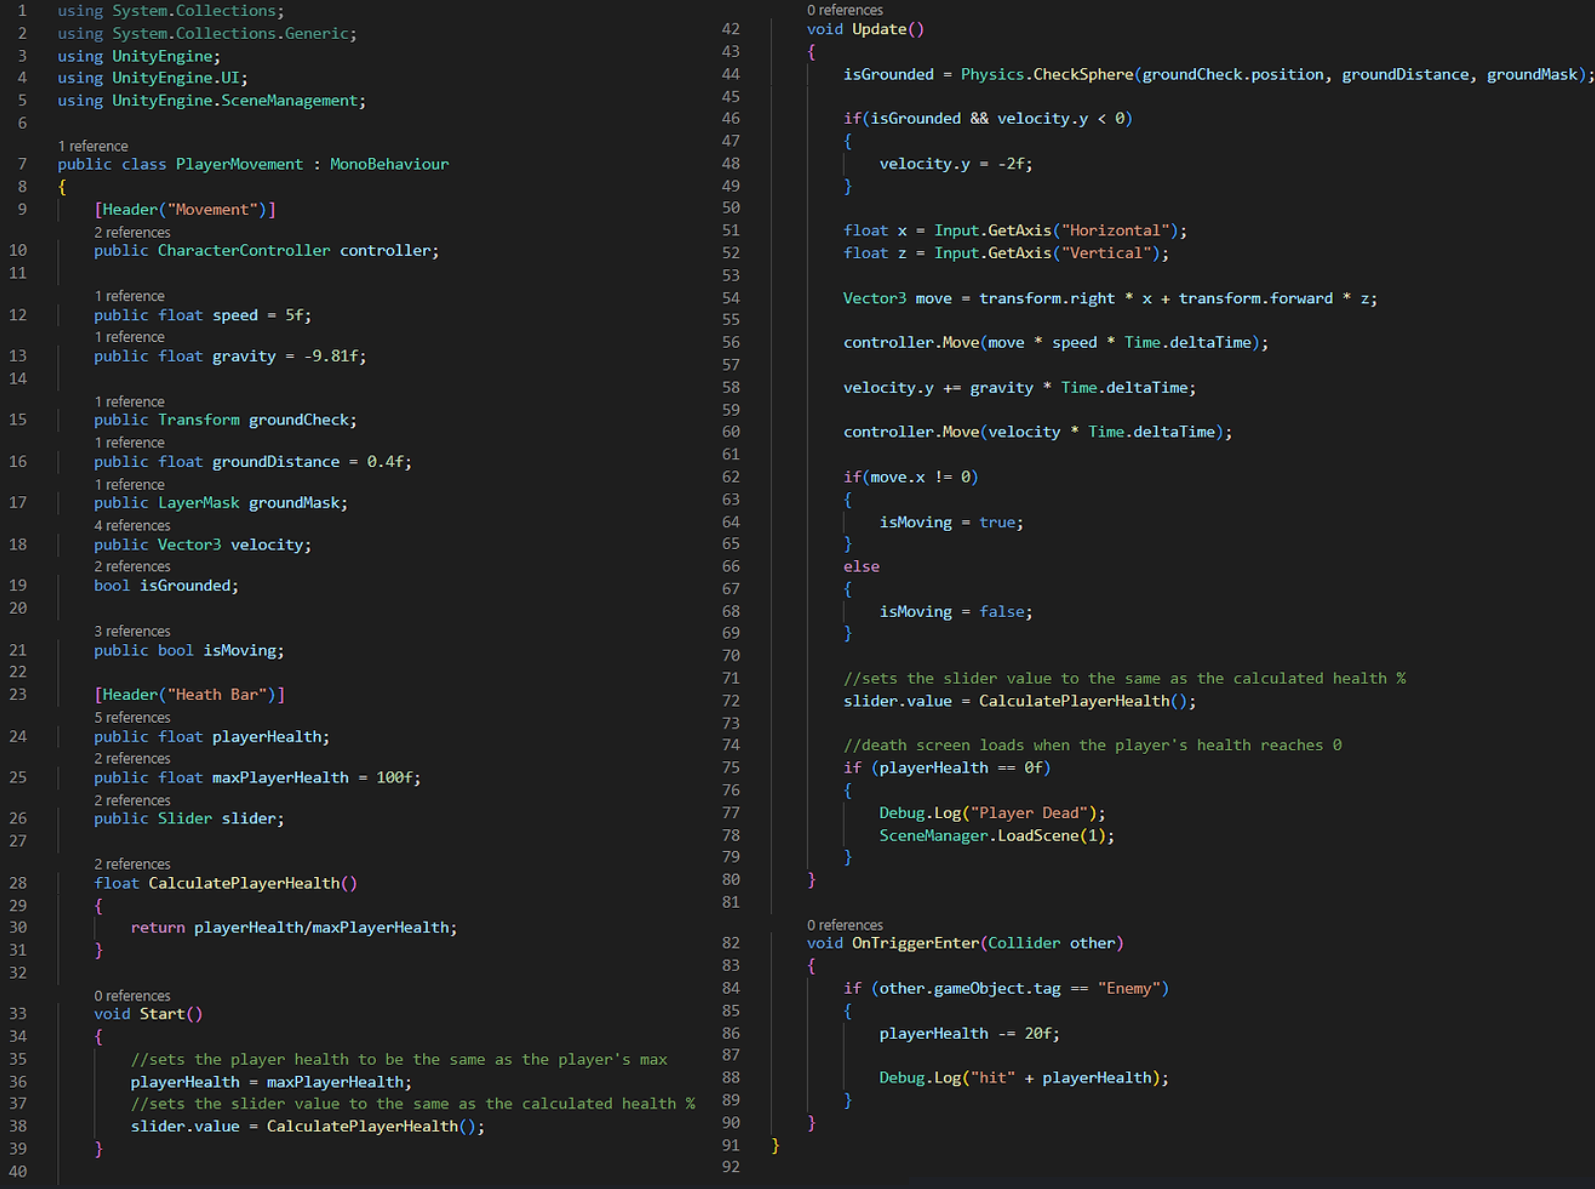 1 using System.Collections;
2 using System.Collections.Generic;
3 using UnityEngine;
4 using UnityEngine.UI;
5 using UnityEngine.SceneManagement;
6
1 reference
7 public class PlayerMovement : MonoBehaviour
8 {
9 [Header("Movement")]
2 references
10 public CharacterController controller;
11
1 reference
12 public float speed = 5f;
1 reference
13 public float gravity = -9.81f;
14
1 reference
15 public Transform groundCheck;
1 reference
16 public float groundDistance = 0.4f;
1 reference
17 public LayerMask groundMask;
4 references
18 public Vector3 velocity;
2 references
19 bool isGrounded;
20
3 references
21 public bool isMoving;
22
23 [Header("Heath Bar")]
5 references
24 public float playerHealth;
2 references
25 public float maxPlayerHealth = 100f;
2 references
26 public Slider slider;
27
2 references
28 float CalculatePlayerHealth()
29 {
30 return playerHealth/maxPlayerHealth;
31 }
32
0 references
33 void Start()
34 {
35 //sets the player health to be the same as the player's max
36 playerHealth = maxPlayerHealth;
37 //sets the slider value to the same as the calculated health %
38 slider.value = CalculatePlayerHealth();
39 }
40
0 references
42 void Update()
43 {
44 isGrounded = Physics.CheckSphere(groundCheck.position, groundDistance, groundMask);
45
46 if(isGrounded && velocity.y < 0)
47 {
48 velocity.y = -2f;
49 }
50
51 float x = Input.GetAxis("Horizontal");
52 float z = Input.GetAxis("Vertical");
53
54 Vector3 move = transform.right * x + transform.forward * z;
55
56 controller.Move(move * speed * Time.deltaTime);
57
58 velocity.y += gravity * Time.deltaTime;
59
60 controller.Move(velocity * Time.deltaTime);
61
62 if(move.x != 0)
63 {
64 isMoving = true;
65 }
66 else
67 {
68 isMoving = false;
69 }
70
71 //sets the slider value to the same as the calculated health %
72 slider.value = CalculatePlayerHealth();
73
74 //death screen loads when the player's health reaches 0
75 if (playerHealth == 0f)
76 {
77 Debug.Log("Player Dead");
78 SceneManager.LoadScene(1);
79 }
80 }
81
0 references
82 void OnTriggerEnter(Collider other)
83 {
84 if (other.gameObject.tag == "Enemy")
85 {
86 playerHealth -= 20f;
87
88 Debug.Log("hit" + playerHealth);
89 }
90 }
91 }
92